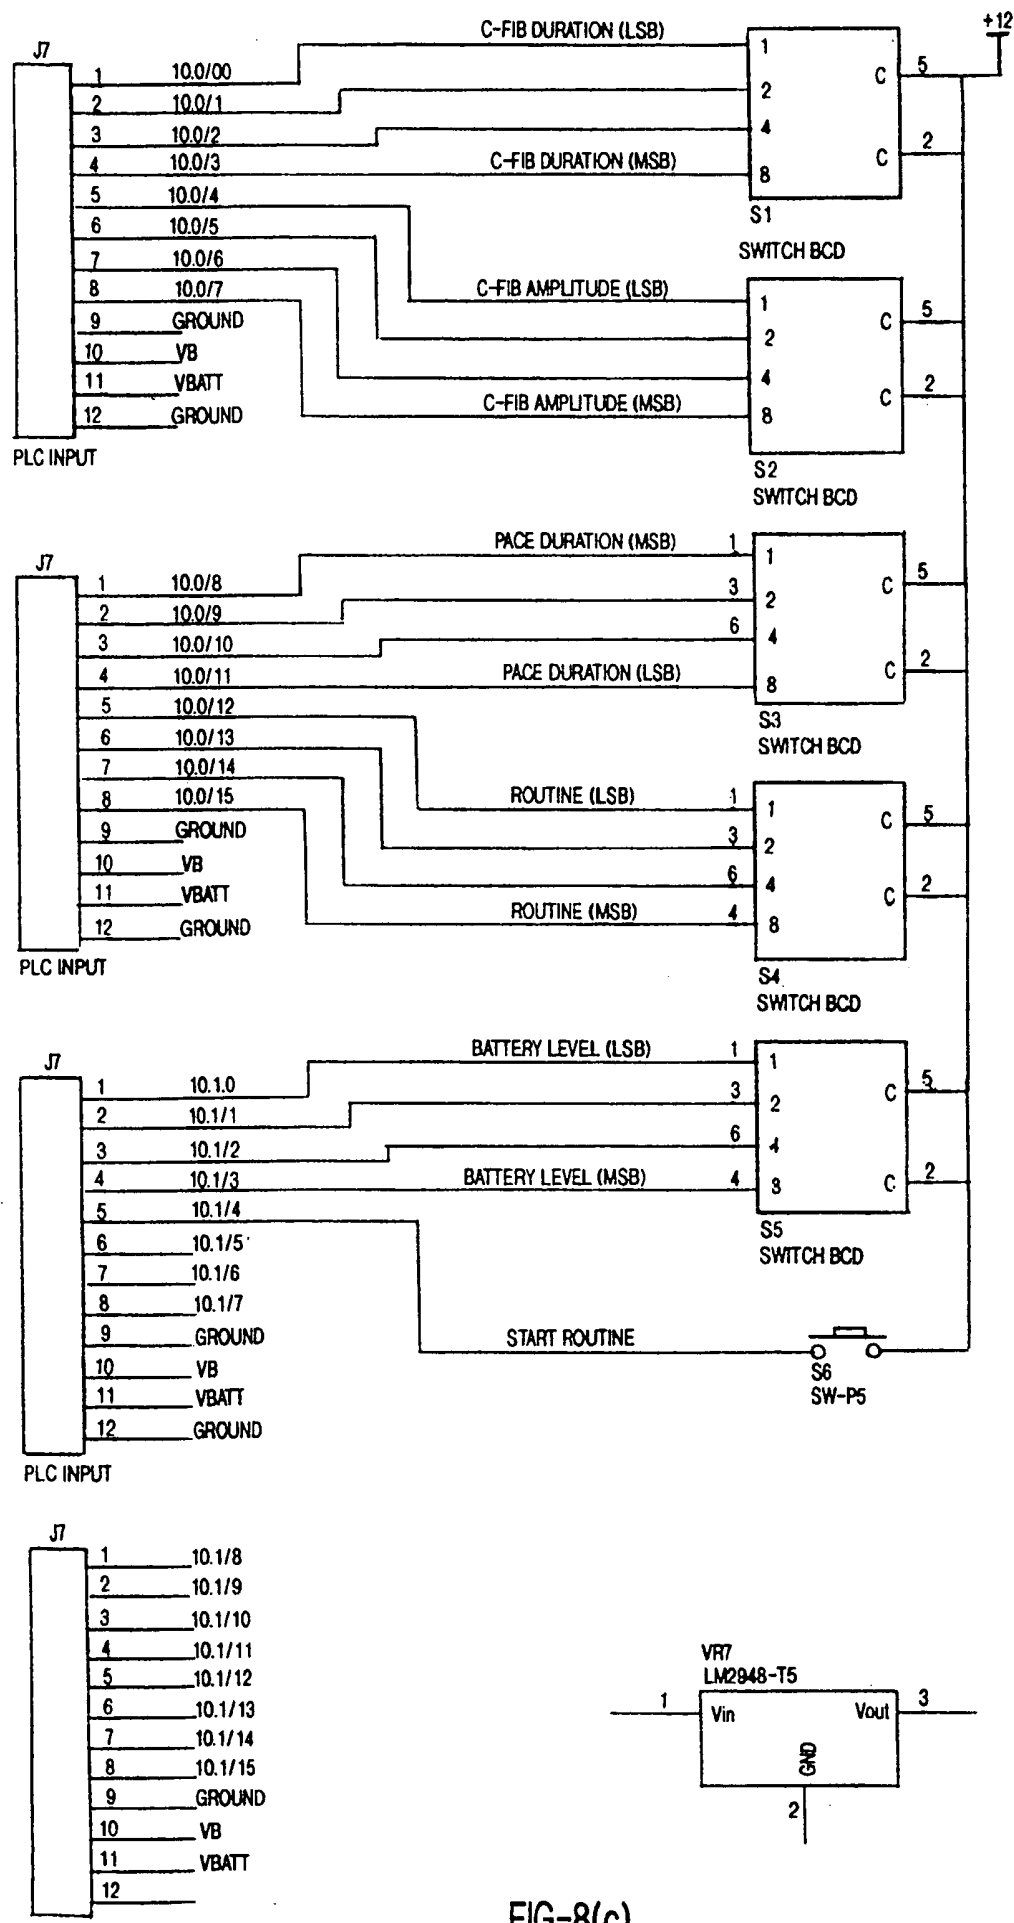 +12
C-FIB DURATION (LSB)
J7
1 10.0/00
2 10.0/1
3 10.0/2
4 10.0/3 C-FIB DURATION (MSB)
5 10.0/4
6 10.0/5
7 10.0/6
8 10.0/7
9 GROUND
10 VB
11 VBATT
12 GROUND
PLC INPUT
1
2
4
8
C 5
C 2
S1
SWITCH BCD
C-FIB AMPLITUDE (LSB)
C-FIB AMPLITUDE (MSB)
1
2
4
8
C 5
C 2
S2
SWITCH BCD
J7
1 10.0/8
2 10.0/9
3 10.0/10
4 10.0/11
5 10.0/12
6 10.0/13
7 10.0/14
8 10.0/15
9 GROUND
10 VB
11 VBATT
12 GROUND
PLC INPUT
PACE DURATION (MSB) 1 1
3 2
6 4
PACE DURATION (LSB) 8
C 5
C 2
S3
SWITCH BCD
ROUTINE (LSB) 1 1
3 2
6 4
ROUTINE (MSB) 4 8
C 5
C 2
S4
SWITCH BCD
J7
1 10.1.0
2 10.1/1
3 10.1/2
4 10.1/3
5 10.1/4
6 10.1/5
7 10.1/6
8 10.1/7
9 GROUND
10 VB
11 VBATT
12 GROUND
PLC INPUT
BATTERY LEVEL (LSB) 1 1
3 2
6 4
BATTERY LEVEL (MSB) 4 8
C 5
C 2
S5
SWITCH BCD
START ROUTINE
S6
SW-P5
J7
1 10.1/8
2 10.1/9
3 10.1/10
4 10.1/11
5 10.1/12
6 10.1/13
7 10.1/14
8 10.1/15
9 GROUND
10 VB
11 VBATT
12
VR7
LM2948-T5
1 Vin Vout 3
GND
2
FIG-8(c)